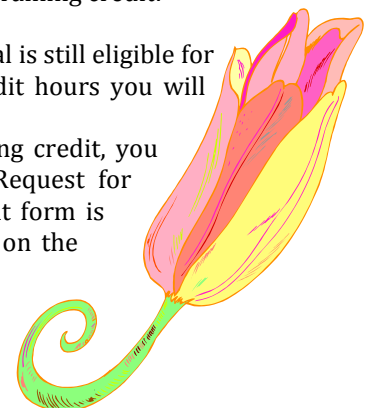 al is still eligible for
dit hours you will
ng credit, you
Request for
t form is
on the